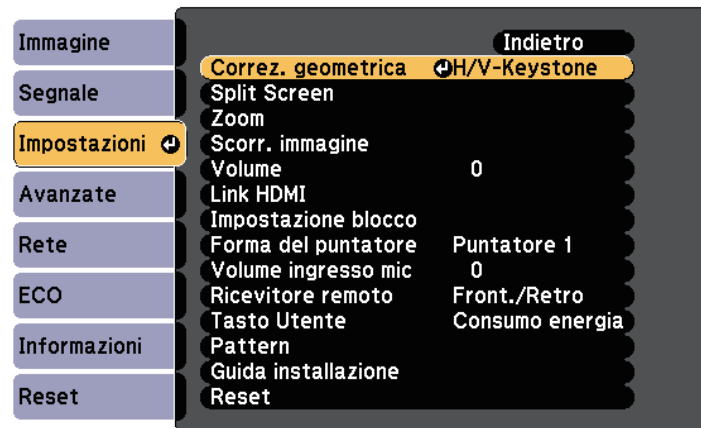 Immagine
Segnale
Impostazioni
Avanzate
Rete
ECO
Informazioni
Reset
Indietro
Correz. geometrica H/V-Keystone
Split Screen
Zoom
Scorr. immagine
Volume 0
Link HDMI
Impostazione blocco
Forma del puntatore Puntatore 1
Volume ingresso mic 0
Ricevitore remoto Front./Retro
Tasto Utente Consumo energia
Pattern
Guida installazione
Reset